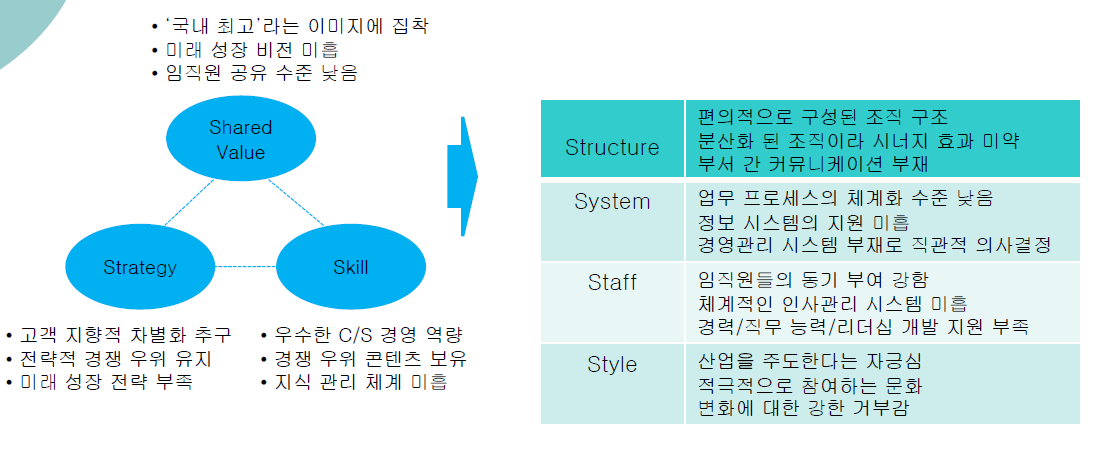 • ‘국내 최고’라는 이미지에 집착
• 미래 성장 비전 미흡
• 임직원 공유 수준 낮음
Shared
Value
Strategy
Skill
• 고객 지향적 차별화 추구
• 전략적 경쟁 우위 유지
• 미래 성장 전략 부족
• 우수한 C/S 경영 역량
• 경쟁 우위 콘텐츠 보유
• 지식 관리 체계 미흡
Structure
편의적으로 구성된 조직 구조
분산화 된 조직이라 시너지 효과 미약
부서 간 커뮤니케이션 부재
System
업무 프로세스의 체계화 수준 낮음
정보 시스템의 지원 미흡
경영관리 시스템 부재로 직관적 의사결정
Staff
임직원들의 동기 부여 강함
체계적인 인사관리 시스템 미흡
경력/직무 능력/리더십 개발 지원 부족
Style
산업을 주도한다는 자긍심
적극적으로 참여하는 문화
변화에 대한 강한 거부감